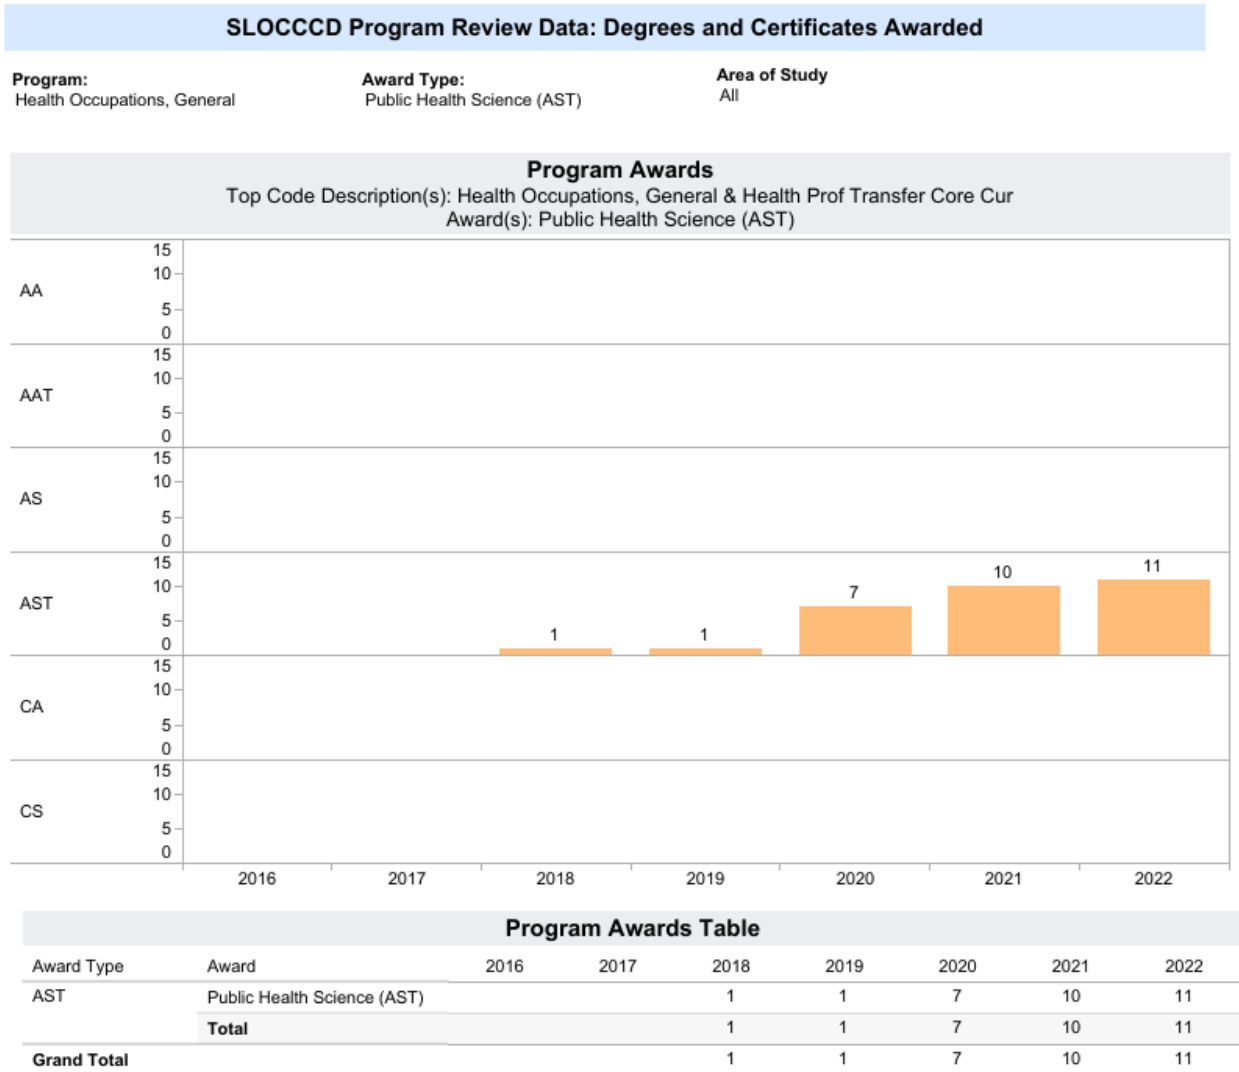 SLOCCCD Program Review Data: Degrees and Certificates Awarded
Program: Award Type: Area of Study
Health Occupations, General Public Health Science (AST) All
Program Awards
Top Code Description(s): Health Occupations, General & Health Prof Transfer Core Cur
Award(s): Public Health Science (AST)
15
10
AA
5
0
15
10
AAT
5
0
15
10
AS
5
0
15
10
AST
5
0
1 1 7 10 11
15
10
CA
5
0
15
10
CS
5
0
2016 2017 2018 2019 2020 2021 2022
Program Awards Table
Award Type Award 2016 2017 2018 2019 2020 2021 2022
AST Public Health Science (AST) 1 1 7 10 11
Total 1 1 7 10 11
Grand Total 1 1 7 10 11